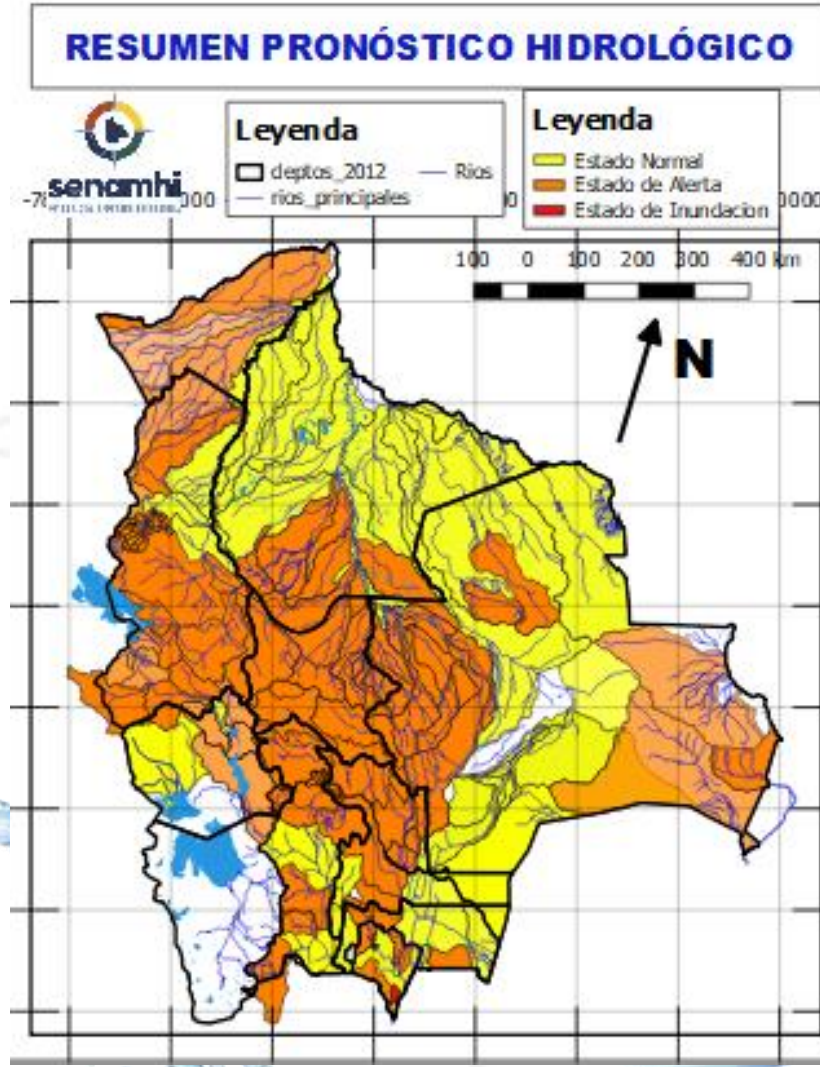 RESUMEN PRONÓSTICO HIDROLÓGICO
senamhi
Leyenda
deptos_2012
Rios
rios_principales
Leyenda
Estado Normal
Estado de Alerta
Estado de Inundacion
100 0 100 200 300 400 km
N